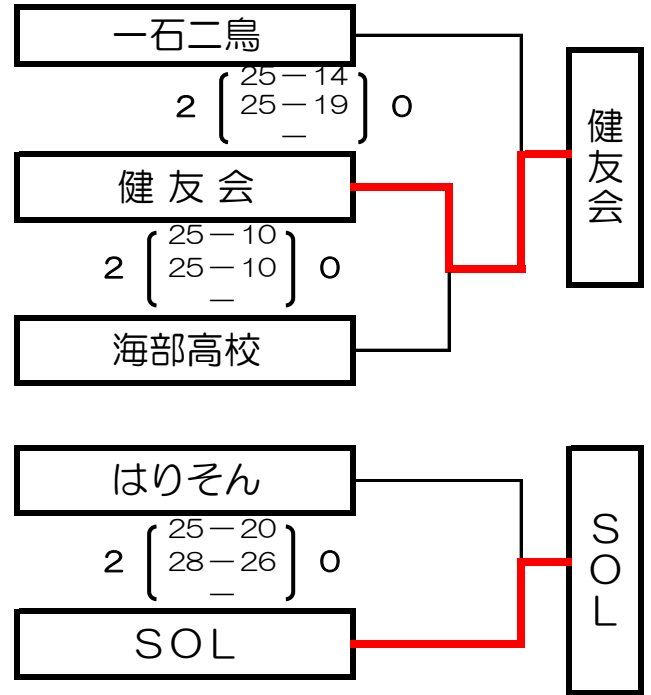 一石二鳥
25－14
2 25－19 0
－
健友会
健友会
25－10
2 25－10 0
－
海部高校
はりそん
25－20
2 28－26 0
－
SOL
SOL